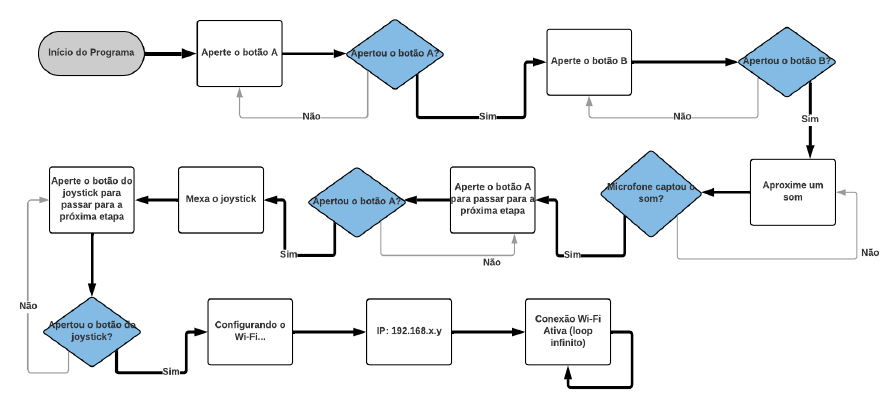 Início do Programa
Aperte o botão A
Apertou o botão A?
Não
Sim
Aperte o botão B
Apertou o botão B?
Não
Sim
Aproxime um
som
Não
Microfone captou o
som?
Sim
Aperte o botão A
para passar para a
próxima etapa
Não
Apertou o botão A?
Sim
Mexa o joystick
Aperte o botão do
joystick para
passar para a
próxima etapa
Não
Apertou o botão do
joystick?
Sim
Configurando o
Wi-Fi...
IP: 192.168.x.y
Conexão Wi-Fi
Ativa (loop
infinito)